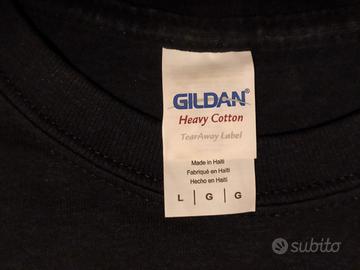 GILDAN®
Heavy Cotton
TearAway Label
Made in Haiti
Fabriqué en Haïti
Hecho en Haití
L | G | G
subito